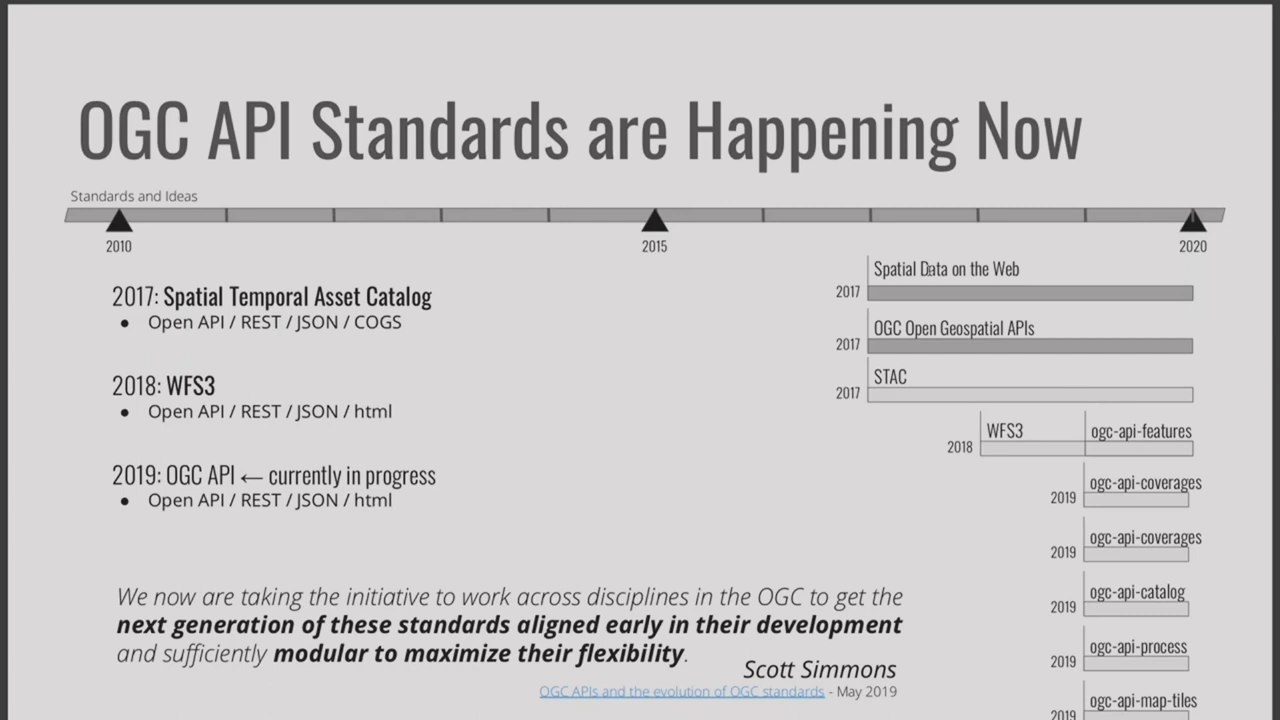 OGC API Standards are Happening Now
Standards and Ideas
2010
2015
2020
2017: Spatial Temporal Asset Catalog
● Open API / REST / JSON / COGS
2018: WFS3
● Open API / REST / JSON / html
2019: OGC API ← currently in progress
● Open API / REST / JSON / html
We now are taking the initiative to work across disciplines in the OGC to get the
next generation of these standards aligned early in their development
and sufficiently modular to maximize their flexibility.
Scott Simmons
OGC APIs and the evolution of OGC standards - May 2019
Spatial Data on the Web
2017
OGC Open Geospatial APIs
2017
STAC
2017
WFS3
ogc-api-features
2018
ogc-api-coverages
2019
ogc-api-coverages
2019
ogc-api-catalog
2019
ogc-api-process
2019
ogc-api-map-tiles
2019